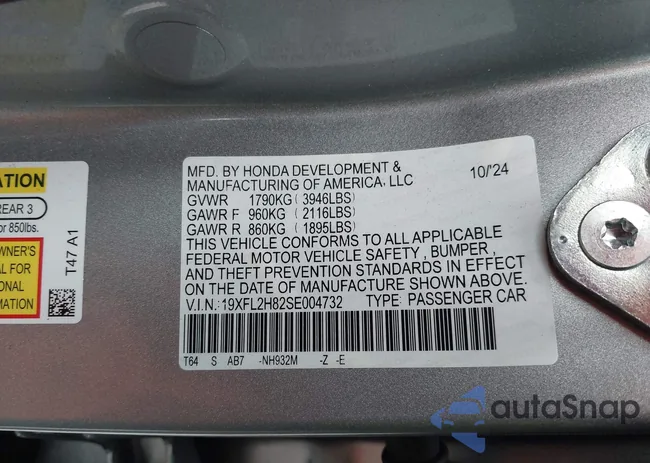 ATION
REAR 3
or 850lbs.
WNER'S
AL FOR
ONAL
MATION
T47 A1
MFD. BY HONDA DEVELOPMENT & 10/'24
MANUFACTURING OF AMERICA, LLC
GVWR 1790KG ( 3946LBS)
GAWR F 960KG ( 2116LBS)
GAWR R 860KG ( 1895LBS)
THIS VEHICLE CONFORMS TO ALL APPLICABLE
FEDERAL MOTOR VEHICLE SAFETY , BUMPER ,
AND THEFT PREVENTION STANDARDS IN EFFECT
ON THE DATE OF MANUFACTURE SHOWN ABOVE.
V.I.N.:19XFL2H82SE004732 TYPE: PASSENGER CAR
T64 S AB7 -NH932M -Z -E
autoSnap